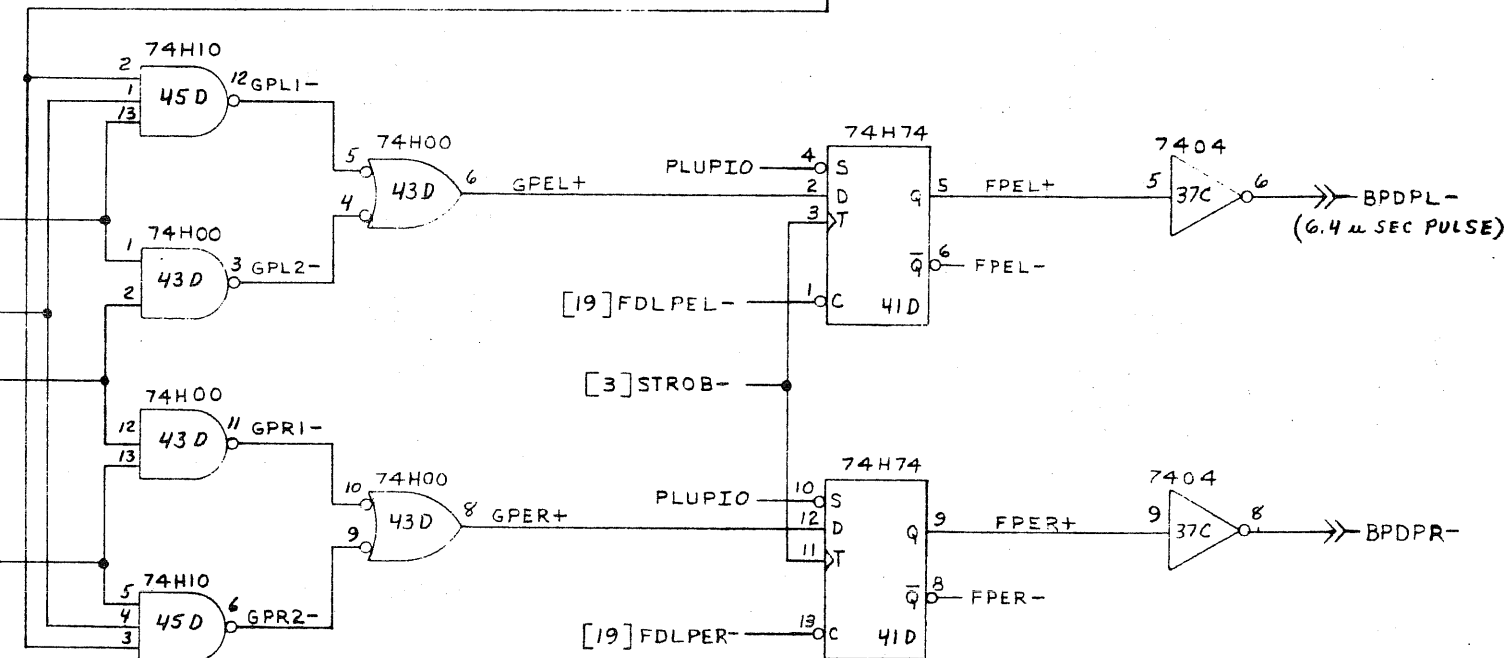 74H10
2
1
13
45D
12 GPL1-
74H00
5
4
43D
6 GPEL+
74H00
1
2
43D
3 GPL2-
74H00
12
13
43D
11 GPR1-
74H00
10
9
43D
8 GPER+
74H10
5
4
3
45D
6 GPR2-
74H74
PLUPIO 4 S
2 D
3 T
[19]FDLPEL- 1 C
Q 5 FPEL+
Q 6 FPEL-
41D
7404
5 37C 6
BPDPL-
(6.4 u SEC PULSE)
[3]STROB-
74H74
PLUPIO 10 S
12 D
11 T
[19]FDLPER- 13 C
Q 9 FPER+
Q 8 FPER-
41D
7404
9 37C 8
BPDPR-